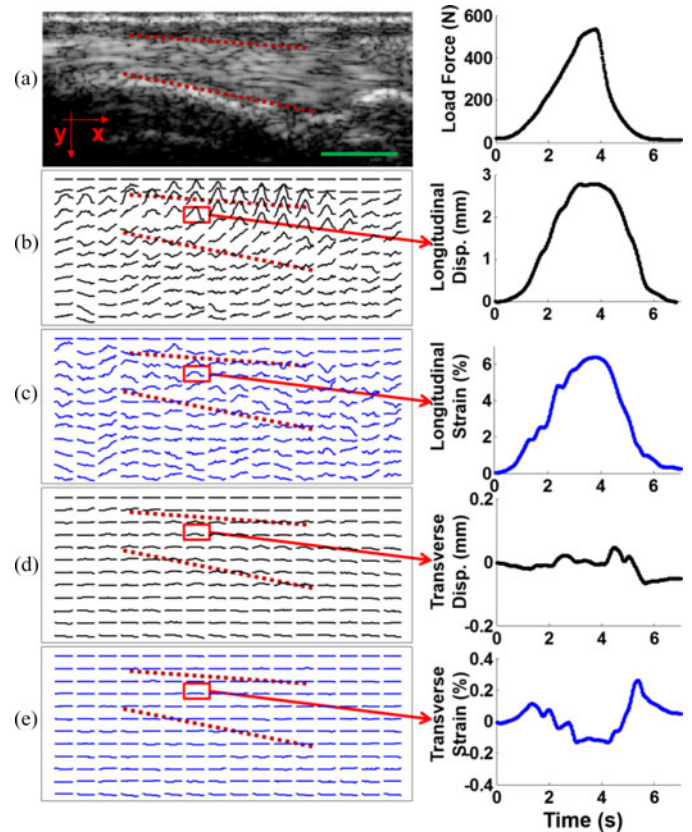 (a)
y x
Load Force (N)
600
400
200
0
0 2 4 6
(b)
Longitudinal
Disp. (mm)
3
2
1
0
0 2 4 6
(c)
Longitudinal
Strain (%)
6
4
2
0
0 2 4 6
(d)
Transverse
Disp. (mm)
0.2
0
-0.2
0 2 4 6
(e)
Transverse
Strain (%)
0.4
0.2
0
-0.2
-0.4
0 2 4 6
Time (s)